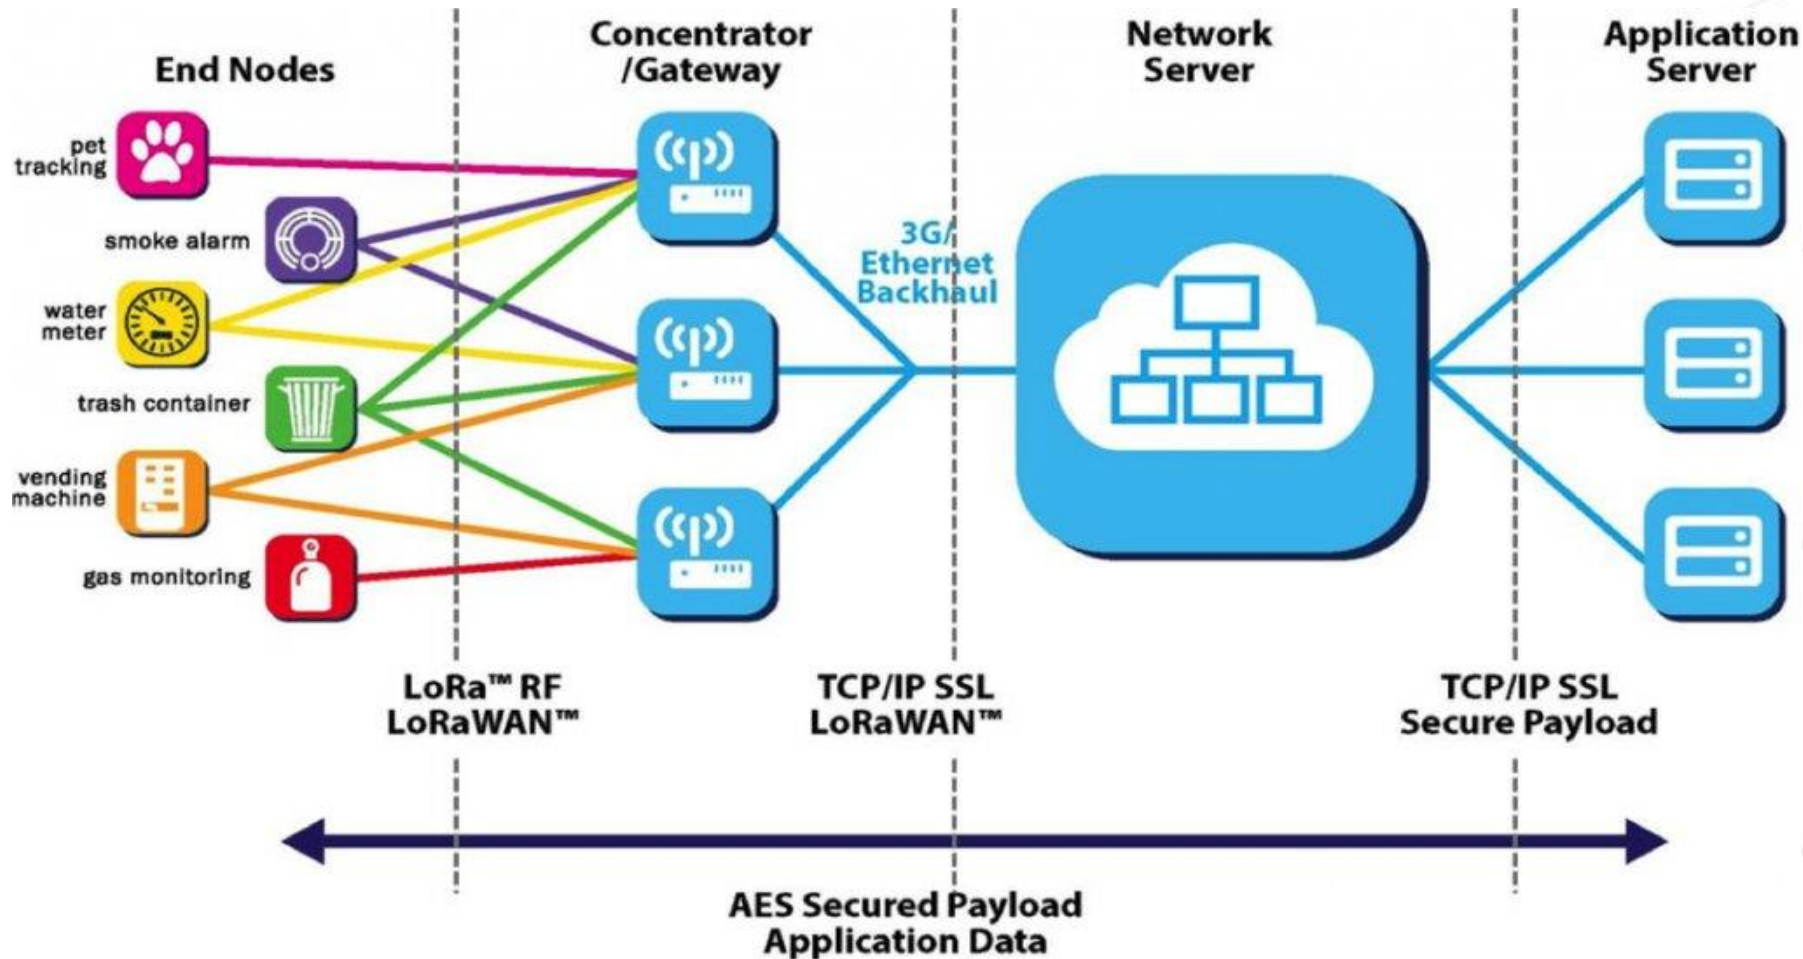 End Nodes
Concentrator
/Gateway
Network
Server
Application
Server
pet
tracking
smoke alarm
water
meter
trash container
vending
machine
gas monitoring
3G/
Ethernet
Backhaul
LoRa™ RF
LoRaWAN™
TCP/IP SSL
LoRaWAN™
TCP/IP SSL
Secure Payload
AES Secured Payload
Application Data